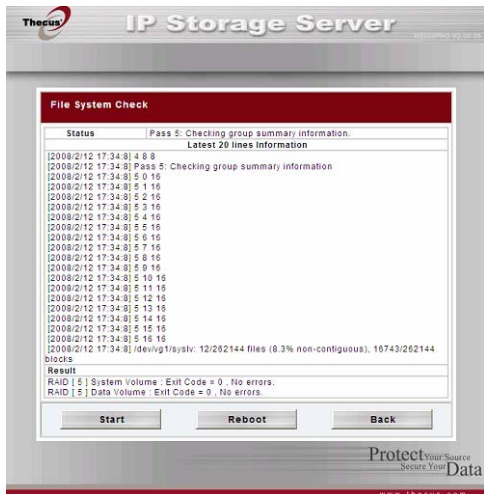 Thecus
IP Storage Server
File System Check
Status Pass 5: Checking group summary information.
Latest 20 lines Information
[2008/2/12 17:34:8] 4 8 8
[2008/2/12 17:34:8] Pass 5: Checking group summary information
[2008/2/12 17:34:8] 5 0 16
[2008/2/12 17:34:8] 5 1 16
[2008/2/12 17:34:8] 5 2 16
[2008/2/12 17:34:8] 5 3 16
[2008/2/12 17:34:8] 5 4 16
[2008/2/12 17:34:8] 5 5 16
[2008/2/12 17:34:8] 5 6 16
[2008/2/12 17:34:8] 5 7 16
[2008/2/12 17:34:8] 5 8 16
[2008/2/12 17:34:8] 5 9 16
[2008/2/12 17:34:8] 5 10 16
[2008/2/12 17:34:8] 5 11 16
[2008/2/12 17:34:8] 5 12 16
[2008/2/12 17:34:8] 5 13 16
[2008/2/12 17:34:8] 5 14 16
[2008/2/12 17:34:8] 5 15 16
[2008/2/12 17:34:8] 5 16 16
[2008/2/12 17:34:8] /dev/vg1/syslv: 12/262144 files (8.3% non-contiguous), 16743/262144
blocks
Result
RAID [ 5 ] System Volume : Exit Code = 0 , No errors.
RAID [ 5 ] Data Volume : Exit Code = 0 , No errors.
Start Reboot Back
Protect Your Source
Secure Your Data
www.thecus.com